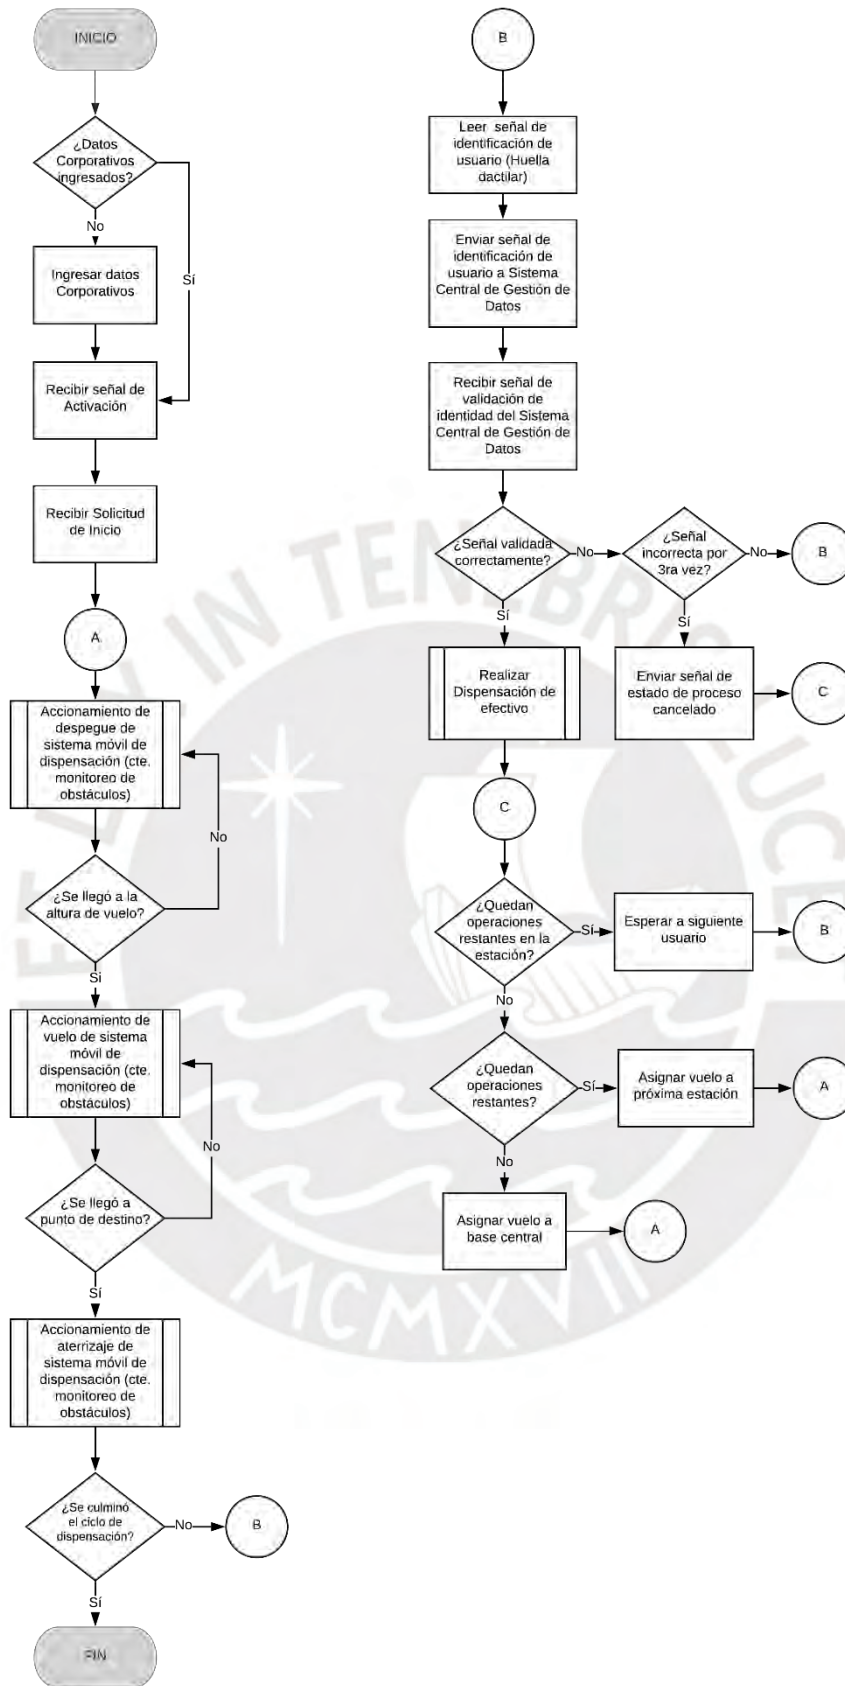 INICIO
¿Datos
Corporativos
ingresados?
No
Sí
Ingresar datos
Corporativos
Recibir señal de
Activación
Recibir Solicitud
de Inicio
A
Accionamiento de
despegue de
sistema móvil de
dispensación (cte.
monitoreo de
obstáculos)
No
¿Se llegó a la
altura de vuelo?
Si
Accionamiento de
vuelo de sistema
móvil de
dispensación (cte.
monitoreo de
obstáculos)
No
¿Se llegó a
punto de destino?
Sí
Accionamiento de
aterrizaje de
sistema móvil de
dispensación (cte.
monitoreo de
obstáculos)
¿Se culminó
el ciclo de
dispensación?
No
B
Sí
FIN
B
Leer señal de
identificación de
usuario (Huella
dactilar)
Enviar señal de
identificación de
usuario a Sistema
Central de Gestión de
Datos
Recibir señal de
validación de
identidad del Sistema
Central de Gestión de
Datos
¿Señal validada
correctamente?
No
¿Señal
incorrecta por
3ra vez?
No
B
Sí
Sí
Realizar
Dispensación de
efectivo
Enviar señal de
estado de proceso
cancelado
C
C
¿Quedan
operaciones
restantes en la
estación?
Sí
Esperar a siguiente
usuario
B
No
¿Quedan
operaciones
restantes?
Sí
Asignar vuelo a
próxima estación
A
No
Asignar vuelo a
base central
A
ET LUX IN TENEBRIS LUCET
MCMXVII